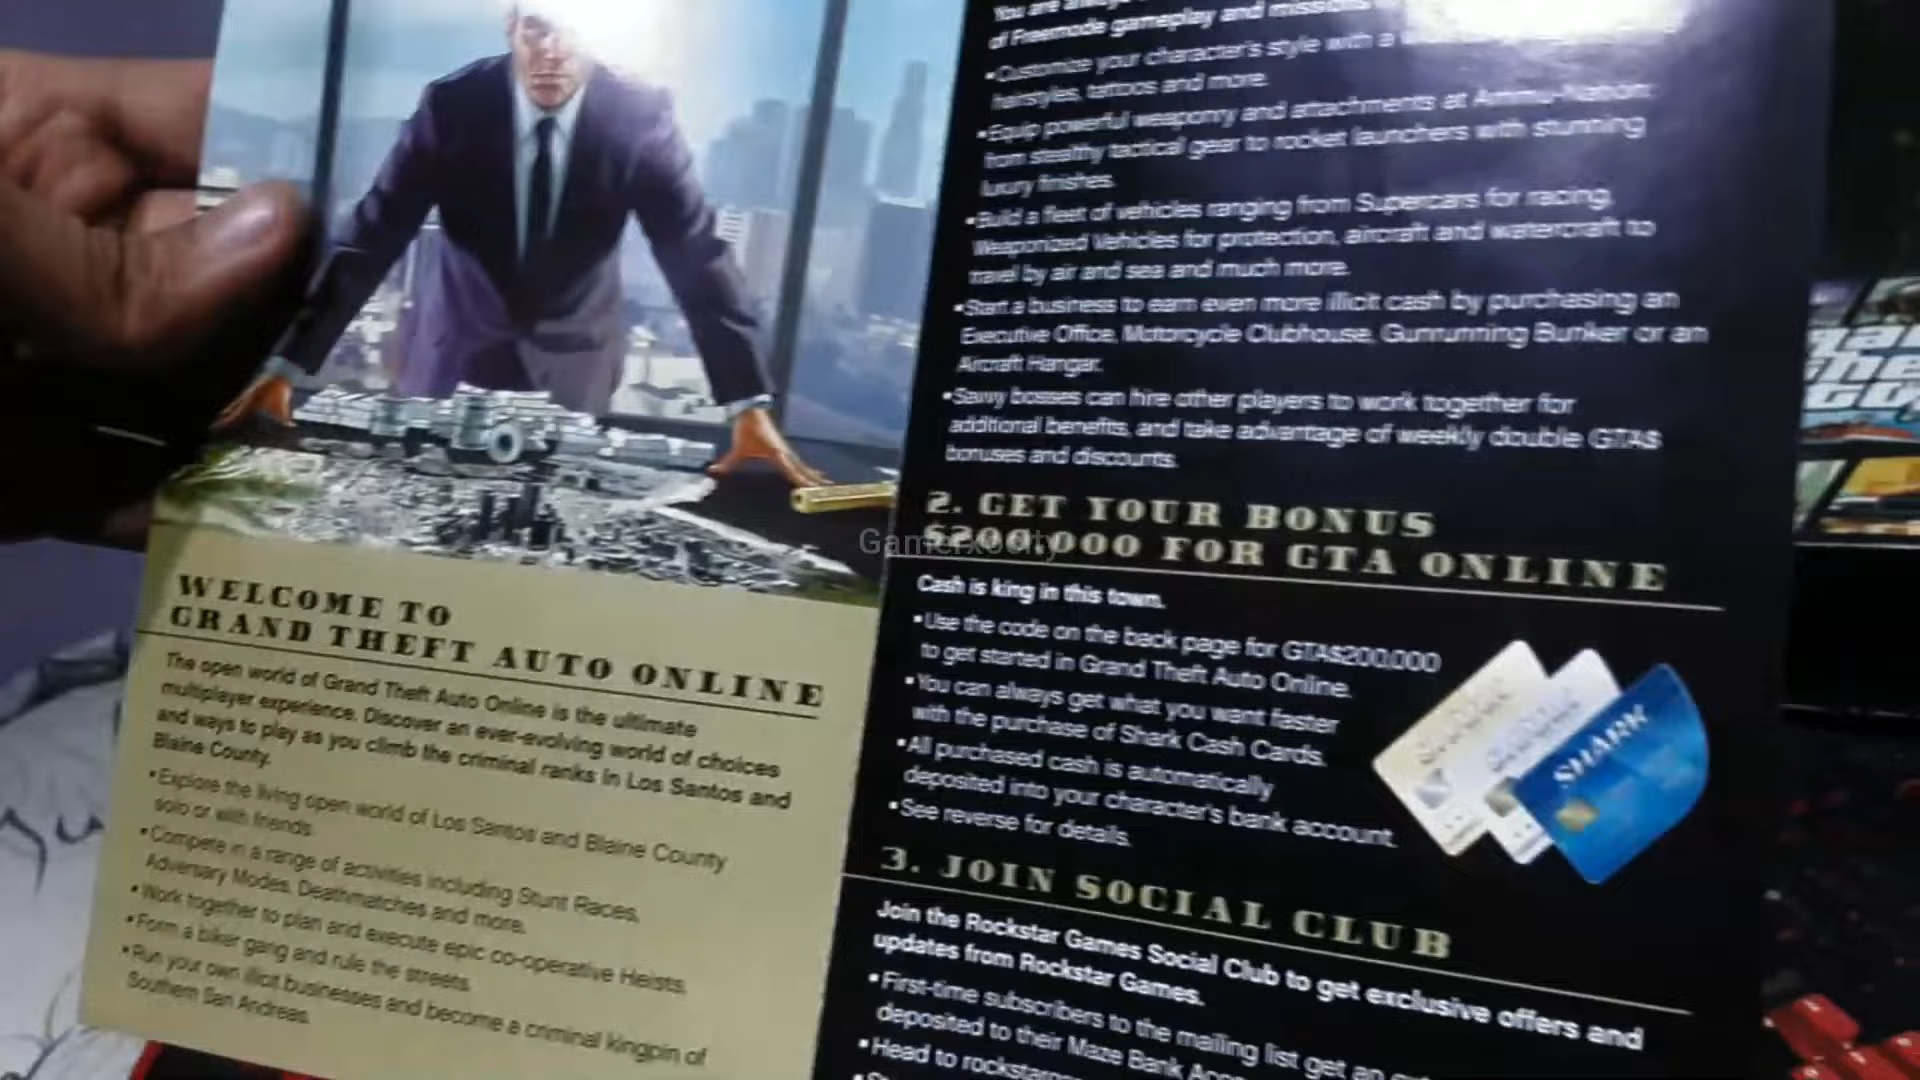 WELCOME TO
GRAND THEFT AUTO ONLINE
The open world of Grand Theft Auto Online is the ultimate
multiplayer experience. Discover an ever-evolving world of choices
and ways to play as you climb the criminal ranks in Los Santos and
Blaine County.
•Explore the living open world of Los Santos and Blaine County
solo or with friends.
•Compete in a range of activities including Stunt Races,
Adversary Modes, Deathmatches and more.
•Work together to plan and execute epic co-operative Heists.
•Form a biker gang and rule the streets.
•Run your own illicit businesses and become a criminal kingpin of
Southern San Andreas.
You are
of Freemode gameplay and missions.
•Customize your character's style with a
hairstyles, tattoos and more.
•Equip powerful weaponry and attachments at Ammu-Nation:
from stealthy tactical gear to rocket launchers with stunning
luxury finishes.
•Build a fleet of vehicles ranging from Supercars for racing,
Weaponized Vehicles for protection, aircraft and watercraft to
travel by air and sea and much more.
•Start a business to earn even more illicit cash by purchasing an
Executive Office, Motorcycle Clubhouse, Gunrunning Bunker or an
Aircraft Hangar.
•Savvy bosses can hire other players to work together for
additional benefits, and take advantage of weekly double GTA$
bonuses and discounts.
2. GET YOUR BONUS
$200,000 FOR GTA ONLINE
Cash is king in this town.
•Use the code on the back page for GTA$200,000
to get started in Grand Theft Auto Online.
•You can always get what you want faster
with the purchase of Shark Cash Cards.
•All purchased cash is automatically
deposited into your character's bank account.
•See reverse for details.
SHARK
3. JOIN SOCIAL CLUB
Join the Rockstar Games Social Club to get exclusive offers and
updates from Rockstar Games.
•First-time subscribers to the mailing list get an
deposited to their Maze Bank
•Head to